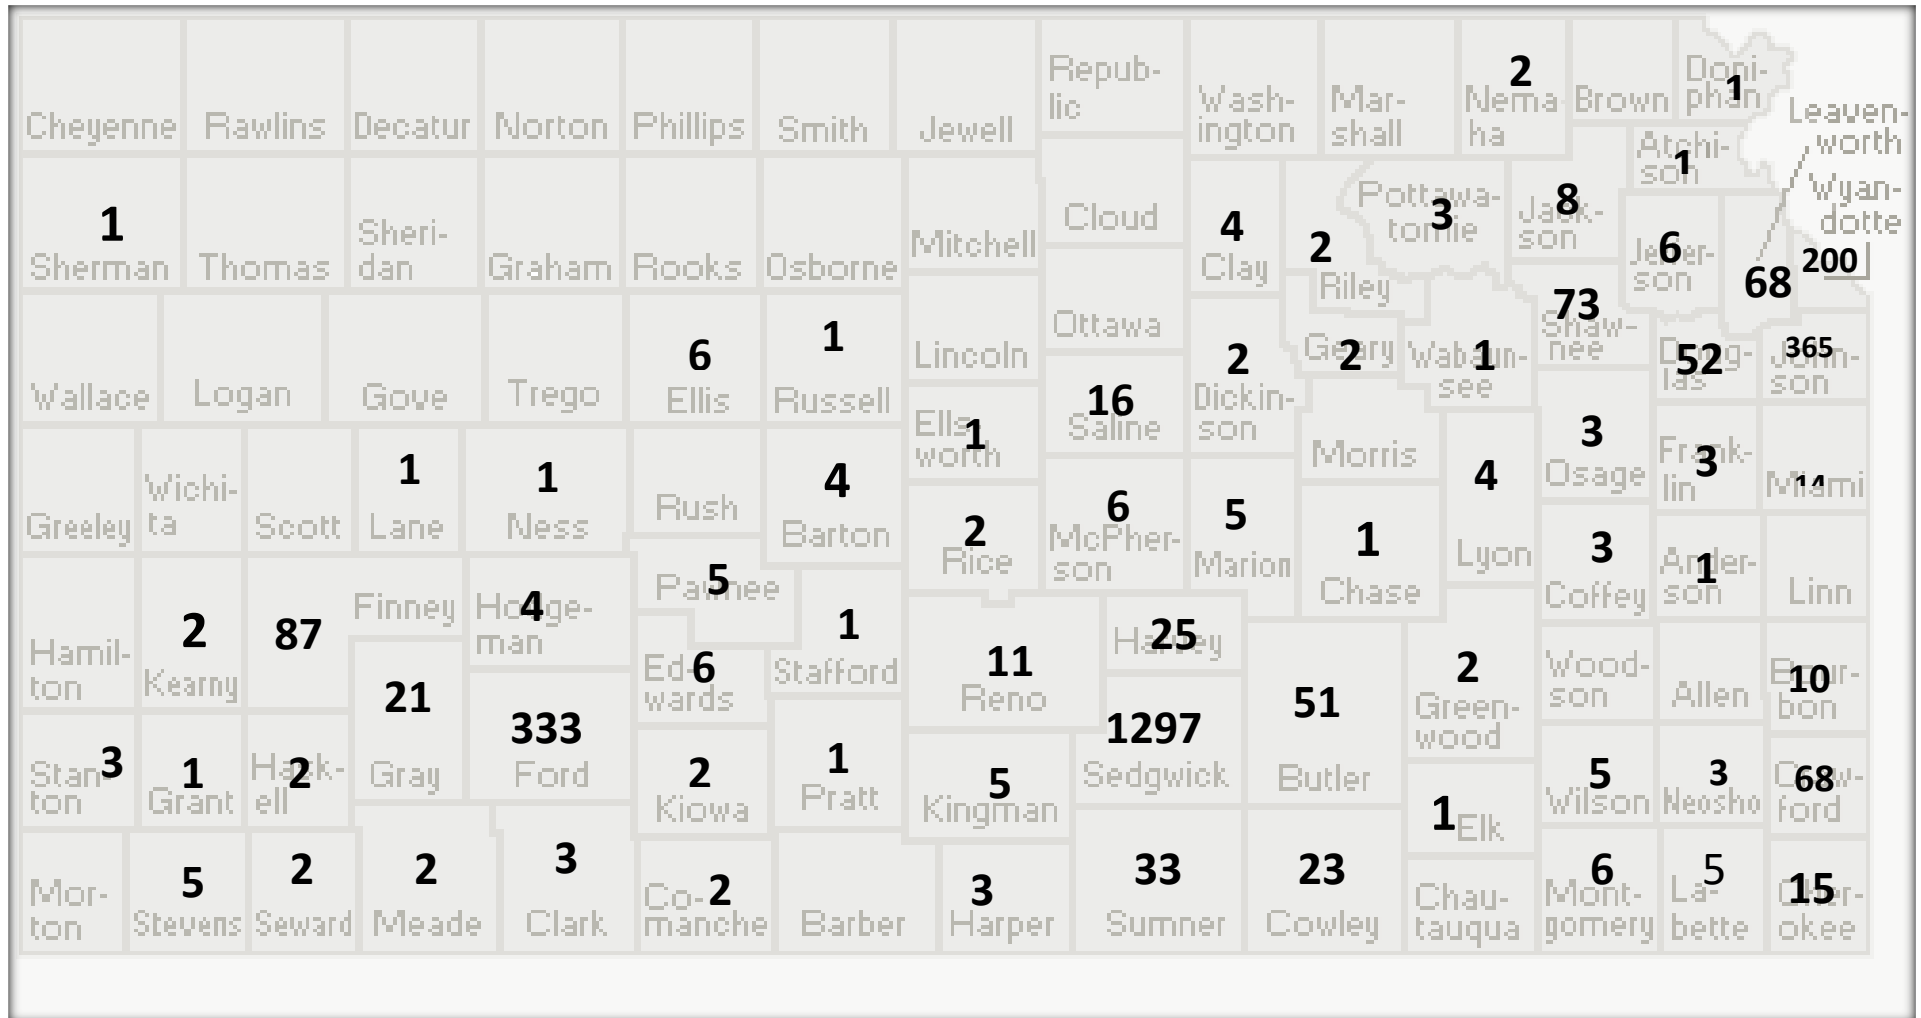 Cheyenne
Rawlins
Decatur
Norton
Phillips
Smith
Jewell
Repub-
lic
Wash-
ington
Mar-
shall
2
Nema
ha
Brown
Doni-
phan
1
Leaven-
worth
Wyan-
dotte
200
1
Sherman
Thomas
Sheri-
dan
Graham
Rooks
Osborne
Mitchell
Cloud
4
Clay
2
Riley
Pottawa-
tomie
3
8
Jack-
son
Atchi-
son
1
6
Jeffer-
son
68
Wallace
Logan
Gove
Trego
6
Ellis
1
Russell
Lincoln
Ottawa
2
Dickin-
son
Geary
2
Wabaun-
see
1
73
Shaw-
nee
Doug-
las
52
365
John-
son
Ells-
worth
1
16
Saline
Morris
4
Lyon
3
Osage
Frank-
lin
3
Miami
14
Greeley
Wichi-
ta
Scott
1
Lane
1
Ness
Rush
4
Barton
2
Rice
6
McPher-
son
5
Marion
1
Chase
3
Coffey
Ander-
son
1
Linn
Hamil-
ton
2
Kearny
87
Finney
Hodge-
man
4
Pawnee
5
1
Stafford
Ed-
wards
6
11
Reno
Harvey
25
51
Butler
2
Green-
wood
Wood-
son
Allen
Bour-
bon
10
21
Gray
333
Ford
1297
Sedgwick
Stan-
ton
3
1
Grant
Hask-
ell
2
2
Kiowa
1
Pratt
5
Kingman
1
Elk
5
Wilson
3
Neosho
Craw-
ford
68
Mor-
ton
5
Stevens
2
Seward
2
Meade
3
Clark
Co-
manche
2
Barber
3
Harper
33
Sumner
23
Cowley
Chau-
tauqua
6
Mont-
gomery
5
La-
bette
Cher-
okee
15